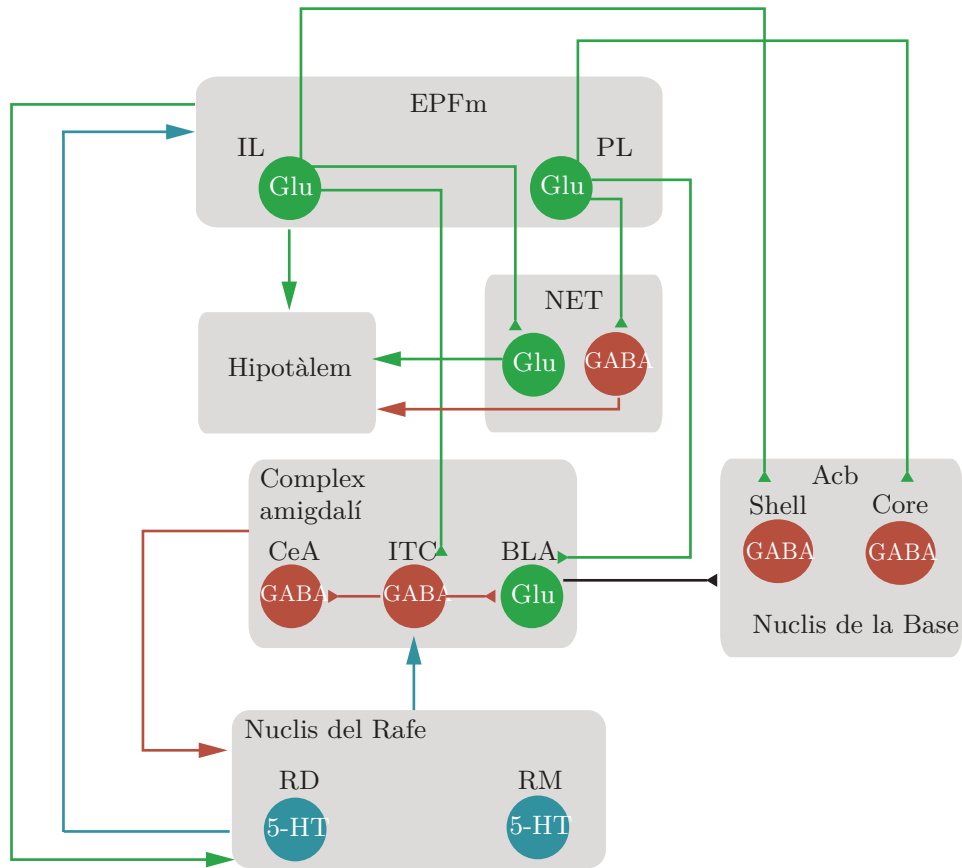 EPFm
IL
PL
Glu
Glu
NET
Glu
GABA
Hipotàlem
Complex
amigdalí
CeA
ITC
BLA
GABA
GABA
Glu
Acb
Shell
Core
GABA
GABA
Nuclis de la Base
Nuclis del Rafe
RD
RM
5-HT
5-HT